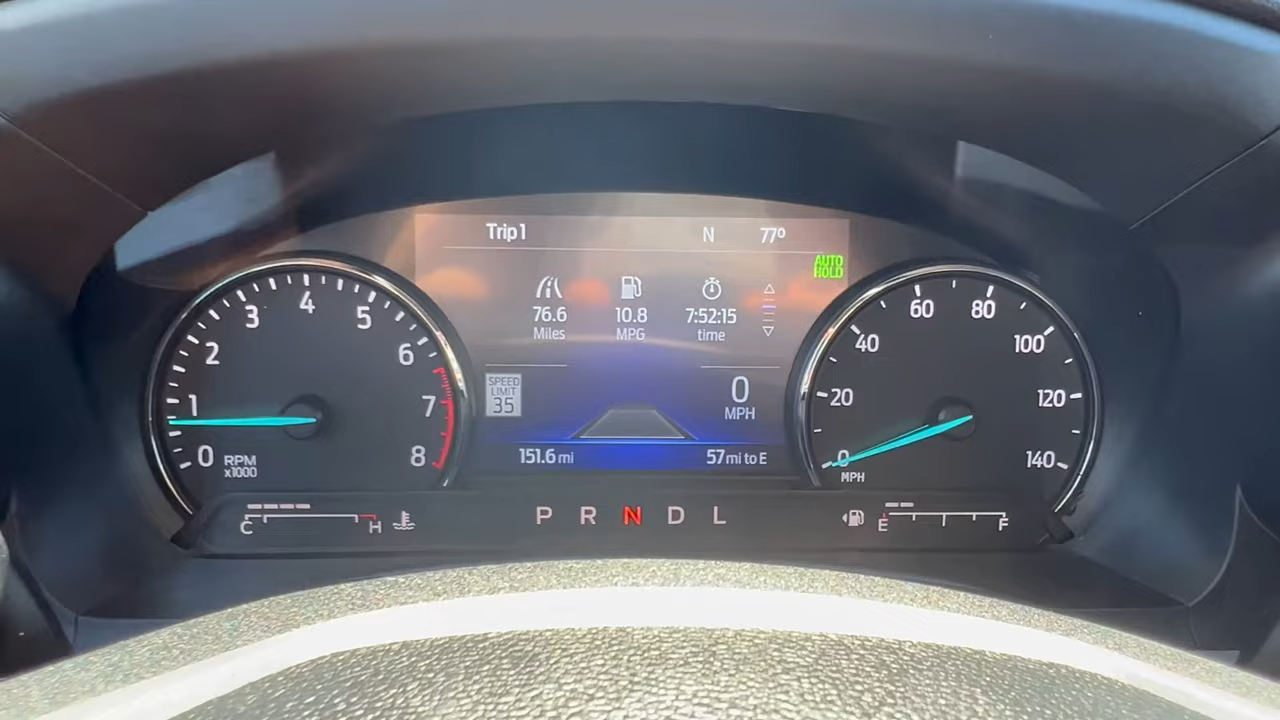 Trip 1 N 77°
AUTO
HOLD
76.6 10.8 7:52:15
Miles MPG time
SPEED
LIMIT
35
0
MPH
151.6 mi 57 mi to E
0 1 2 3 4 5 6 7 8
RPM
x1000
0 20 40 60 80 100 120 140
MPH
C H
P R N D L
E F